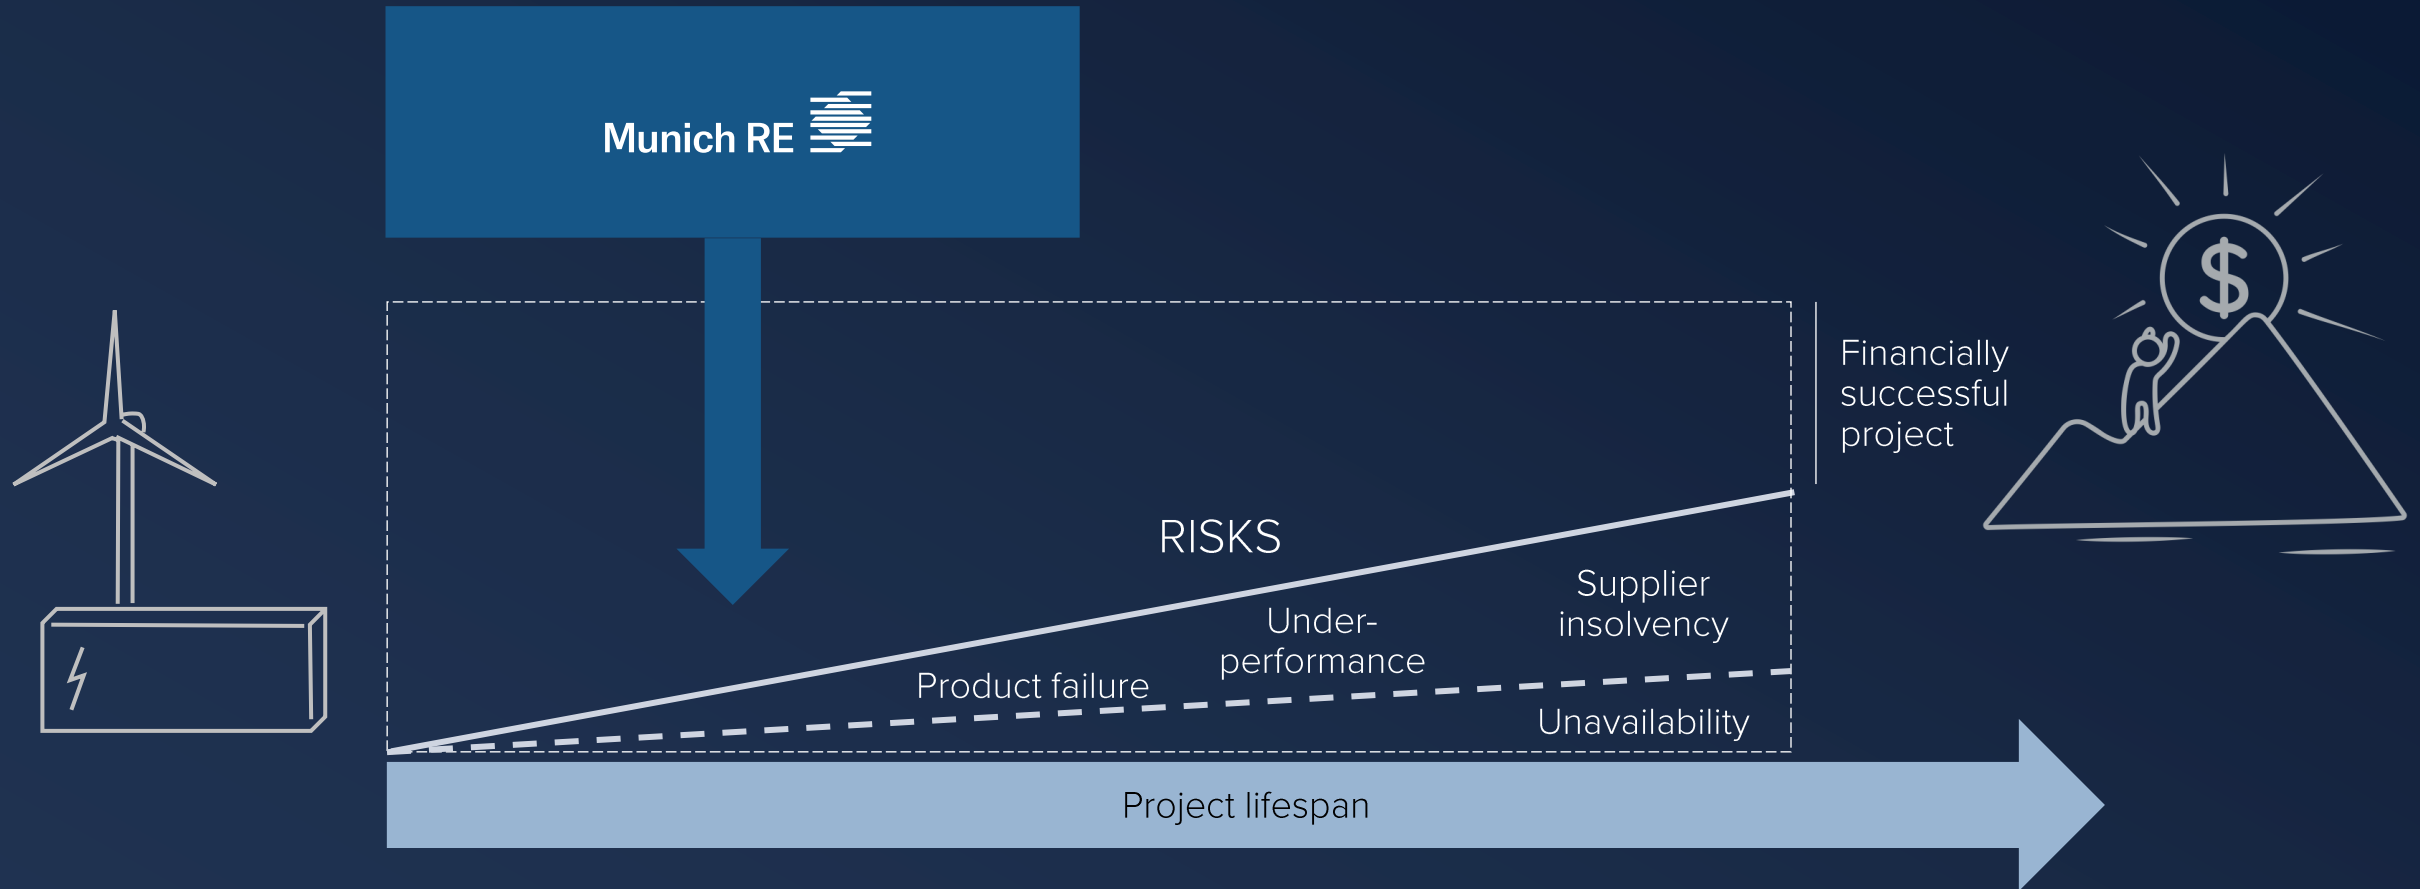 Munich RE
Financially
successful
project
RISKS
Supplier
insolvency
Under-
performance
Product failure
Unavailability
Project lifespan
$